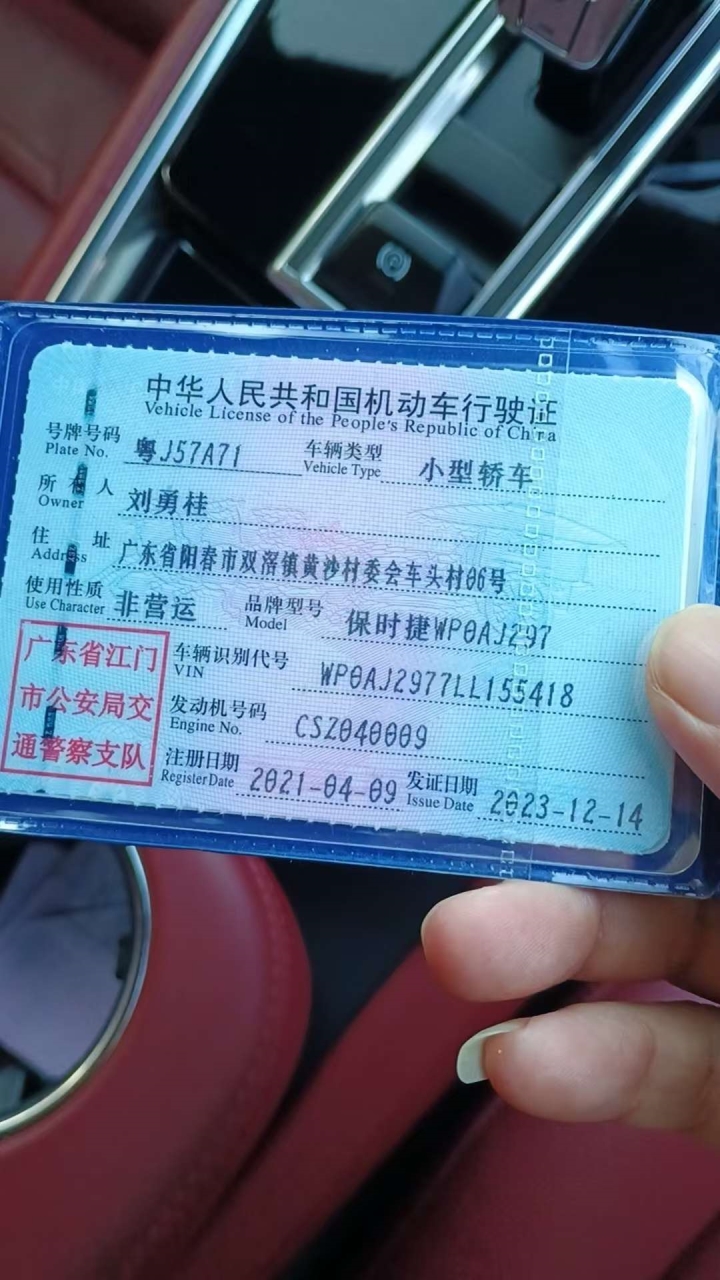 中华人民共和国机动车行驶证
Vehicle License of the People's Republic of China
号牌号码 粤J57A71 车辆类型 小型轿车
Plate No. Vehicle Type
所有人 刘勇桂
Owner
住址 广东省阳春市双滘镇黄沙村委会车头村06号
Address
使用性质 非营运 品牌型号 保时捷WP0AJ297
Use Character Model
广东省江门
市公安局交
通警察支队
车辆识别代号 WP0AJ2977LL155418
VIN
发动机号码 CSZ040009
Engine No.
注册日期 2021-04-09 发证日期 2023-12-14
Register Date Issue Date